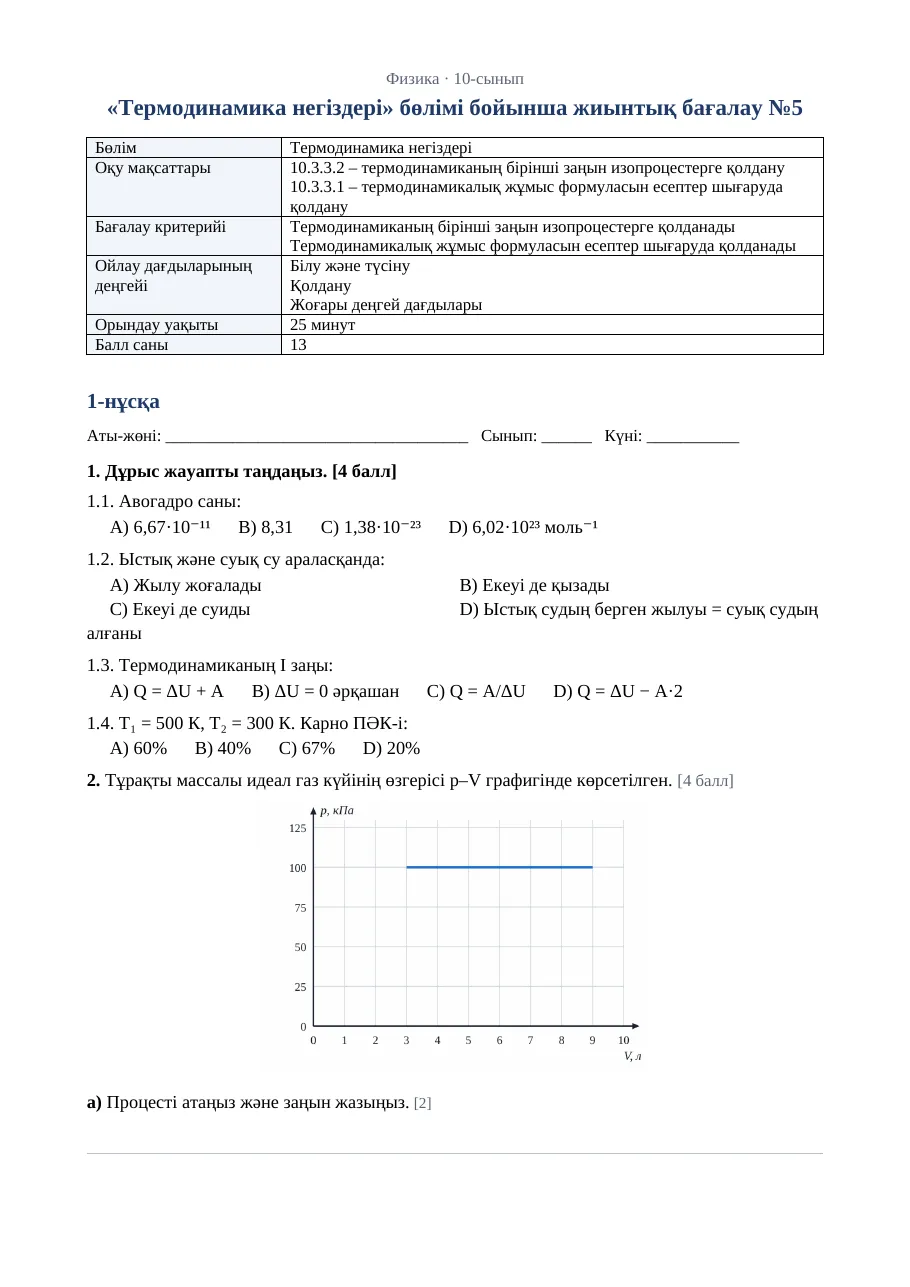 Физика · 10-сынып
«Термодинамика негіздері» бөлімі бойынша жиынтық бағалау №5
Бөлім	Термодинамика негіздері
Оқу мақсаттары	10.3.3.2 – термодинамиканың бірінші заңын изопроцестерге қолдану
10.3.3.1 – термодинамикалық жұмыс формуласын есептер шығаруда
қолдану
Бағалау критерийі	Термодинамиканың бірінші заңын изопроцестерге қолданады
Термодинамикалық жұмыс формуласын есептер шығаруда қолданады
Ойлау дағдыларының	Білу және түсіну
деңгейі	Қолдану
Жоғары деңгей дағдылары
Орындау уақыты	25 минут
Балл саны	13
1-нұсқа
Аты-жөні: ____________________________________ Сынып: ______ Күні: ___________
1. Дұрыс жауапты таңдаңыз. [4 балл]
1.1. Авогадро саны:
A) 6,67·10⁻¹¹ B) 8,31 C) 1,38·10⁻²³ D) 6,02·10²³ моль⁻¹
1.2. Ыстық және суық су араласқанда:
A) Жылу жоғалады B) Екеуі де қызады
C) Екеуі де суиды D) Ыстық судың берген жылуы = суық судың
алғаны
1.3. Термодинамиканың I заңы:
A) Q = ΔU + A B) ΔU = 0 әрқашан C) Q = A/ΔU D) Q = ΔU − A·2
1.4. T₁ = 500 К, T₂ = 300 К. Карно ПӘК-і:
A) 60% B) 40% C) 67% D) 20%
2. Тұрақты массалы идеал газ күйінің өзгерісі p–V графигінде көрсетілген. [4 балл]
p, кПа
125
100
75
50
25
0
0 1 2 3 4 5 6 7 8 9 10
V, л
а) Процесті атаңыз және заңын жазыңыз. [2]